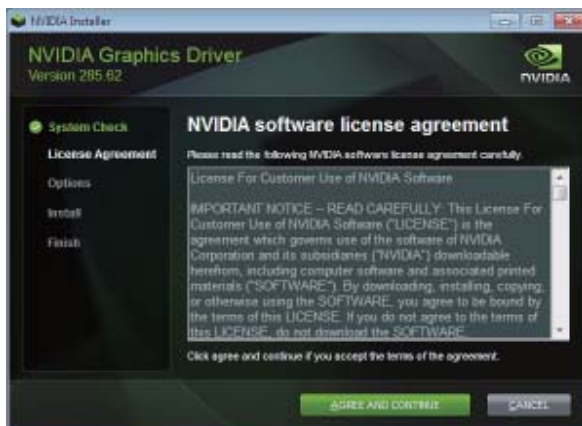 NVIDIA Installer
NVIDIA Graphics Driver
Version 285.62
NVIDIA
System Check
License Agreement
Options
Install
Finish
NVIDIA software license agreement
Please read the following NVIDIA software license agreement carefully.
License For Customer Use of NVIDIA Software
IMPORTANT NOTICE -- READ CAREFULLY: This License For
Customer Use of NVIDIA Software ("LICENSE") is the
agreement which governs use of the software of NVIDIA
Corporation and its subsidiaries ("NVIDIA") downloadable
herefrom, including computer software and associated printed
materials ("SOFTWARE"). By downloading, installing, copying,
or otherwise using the SOFTWARE, you agree to be bound by
the terms of this LICENSE. If you do not agree to the terms of
this LICENSE, do not download the SOFTWARE.
Click agree and continue if you accept the terms of the agreement.
AGREE AND CONTINUE
CANCEL